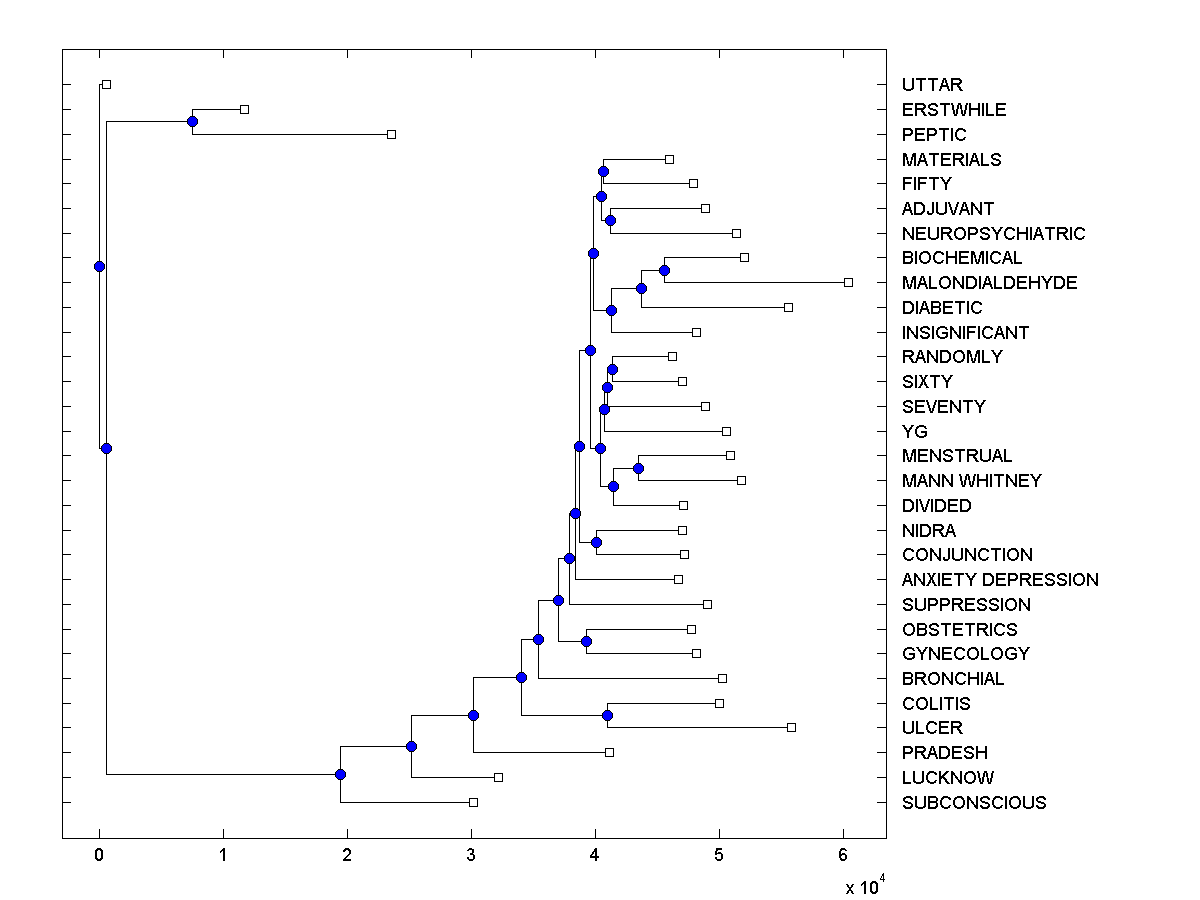 UTTAR
ERSTWHILE
PEPTIC
MATERIALS
FIFTY
ADJUVANT
NEUROPSYCHIATRIC
BIOCHEMICAL
MALONDIALDEHYDE
DIABETIC
INSIGNIFICANT
RANDOMLY
SIXTY
SEVENTY
YG
MENSTRUAL
MANN WHITNEY
DIVIDED
NIDRA
CONJUNCTION
ANXIETY DEPRESSION
SUPPRESSION
OBSTETRICS
GYNECOLOGY
BRONCHIAL
COLITIS
ULCER
PRADESH
LUCKNOW
SUBCONSCIOUS
0 1 2 3 4 5 6
x 10^4